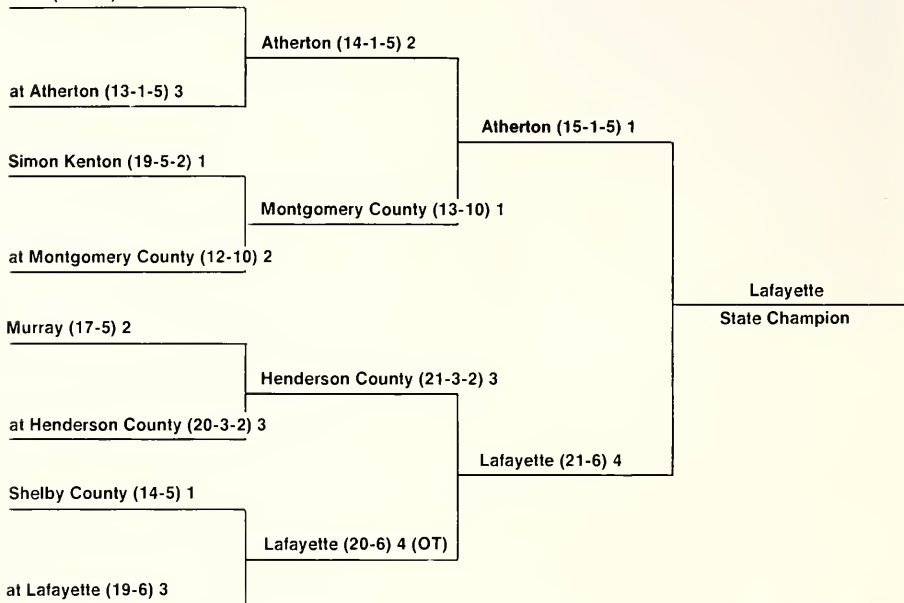 Atherton (14-1-5) 2
at Atherton (13-1-5) 3
Atherton (15-1-5) 1
Simon Kenton (19-5-2) 1
Montgomery County (13-10) 1
at Montgomery County (12-10) 2
Lafayette
State Champion
Murray (17-5) 2
Henderson County (21-3-2) 3
at Henderson County (20-3-2) 3
Lafayette (21-6) 4
Shelby County (14-5) 1
Lafayette (20-6) 4 (OT)
at Lafayette (19-6) 3